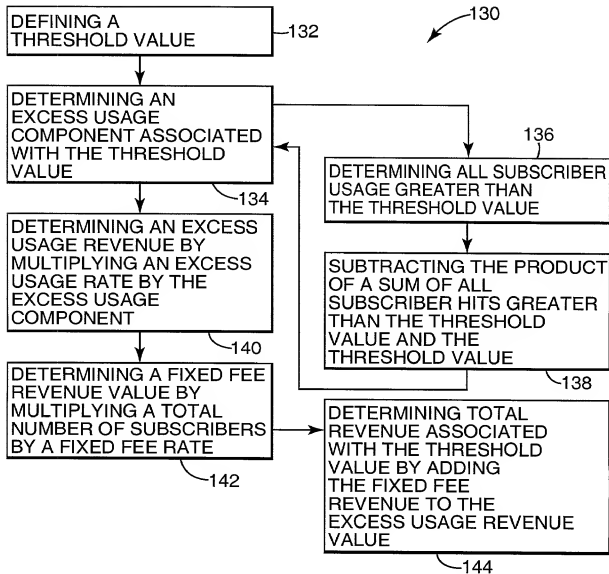 130
DEFINING A
THRESHOLD VALUE
132
DETERMINING AN
EXCESS USAGE
COMPONENT ASSOCIATED
WITH THE THRESHOLD
VALUE
134
136
DETERMINING ALL SUBSCRIBER
USAGE GREATER THAN
THE THRESHOLD VALUE
SUBTRACTING THE PRODUCT
OF A SUM OF ALL
SUBSCRIBER HITS GREATER
THAN THE THRESHOLD
VALUE AND THE
THRESHOLD VALUE
138
DETERMINING AN EXCESS
USAGE REVENUE BY
MULTIPLYING AN EXCESS
USAGE RATE BY THE
EXCESS USAGE
COMPONENT
140
DETERMINING A FIXED FEE
REVENUE VALUE BY
MULTIPLYING A TOTAL
NUMBER OF SUBSCRIBERS
BY A FIXED FEE RATE
142
DETERMINING TOTAL
REVENUE ASSOCIATED
WITH THE THRESHOLD
VALUE BY ADDING
THE FIXED FEE
REVENUE TO THE
EXCESS USAGE REVENUE
VALUE
144